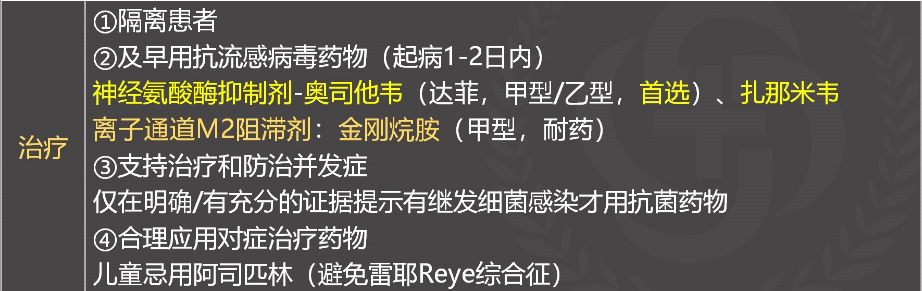 治疗
①隔离患者
②及早用抗流感病毒药物（起病1-2日内）
神经氨酸酶抑制剂-奥司他韦（达菲，甲型/乙型，首选）、扎那米韦
离子通道M2阻滞剂：金刚烷胺（甲型，耐药）
③支持治疗和防治并发症
仅在明确/有充分的证据提示有继发细菌感染才用抗菌药物
④合理应用对症治疗药物
儿童忌用阿司匹林（避免雷耶Reye综合征）